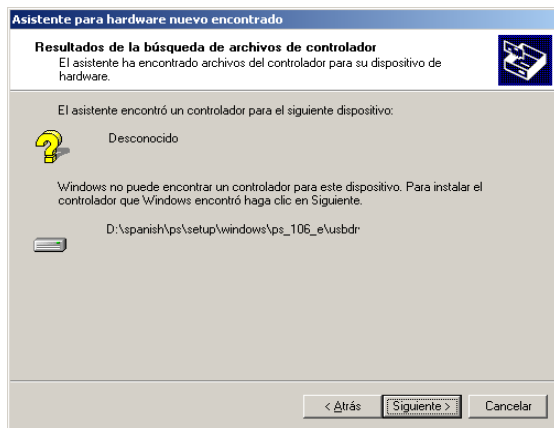 Asistente para hardware nuevo encontrado
Resultados de la búsqueda de archivos de controlador
El asistente ha encontrado archivos del controlador para su dispositivo de
hardware.
El asistente encontró un controlador para el siguiente dispositivo:
Desconocido
Windows no puede encontrar un controlador para este dispositivo. Para instalar el
controlador que Windows encontró haga clic en Siguiente.
D:\spanish\ps\setup\windows\ps_106_e\usbdr
< Atrás
Siguiente >
Cancelar